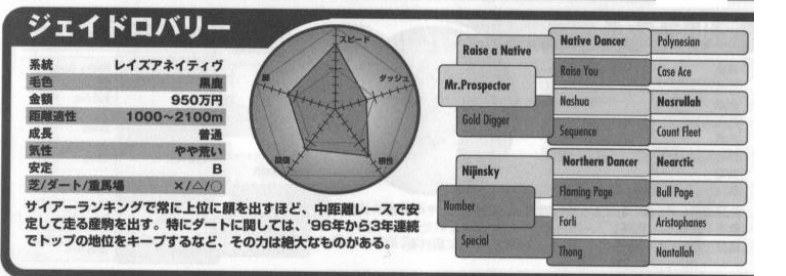 ジェイドロバリー
系統 レイズアネイティヴ
毛色 黒鹿
金額 950万円
距離適性 1000〜2100m
成長 普通
気性 やや荒い
安定 B
芝/ダート/重馬場 ×/△/○
スピード
ダッシュ
根性
Raise a Native
Mr.Prospector
Gold Digger
Nijinsky
Number
Special
Native Dancer
Raise You
Nashua
Sequence
Northern Dancer
Flaming Page
Forli
Thong
Polynesian
Case Ace
Nasrullah
Count Fleet
Nearctic
Bull Page
Aristophanes
Nantallah
サイアーランキングで常に上位に顔を出すほど、中距離レースで安
定して走る産駒を出す。特にダートに関しては、'96年から3年連続
でトップの地位をキープするなど、その力は絶大なものがある。